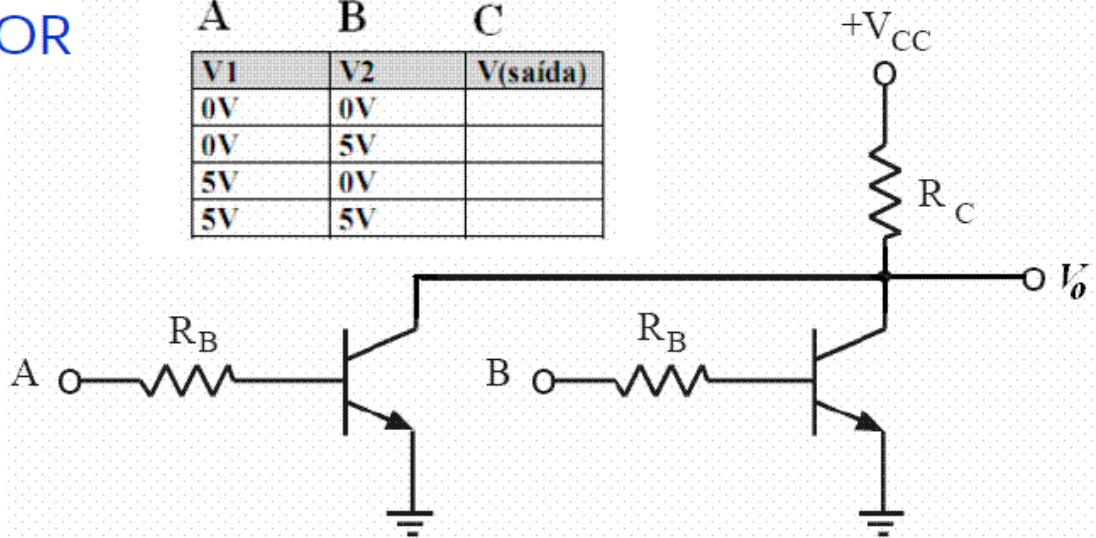 OR
A B C
V1 V2 V(saída)
0V 0V
0V 5V
5V 0V
5V 5V
+VCC
RC
Vo
RB
RB
A
B